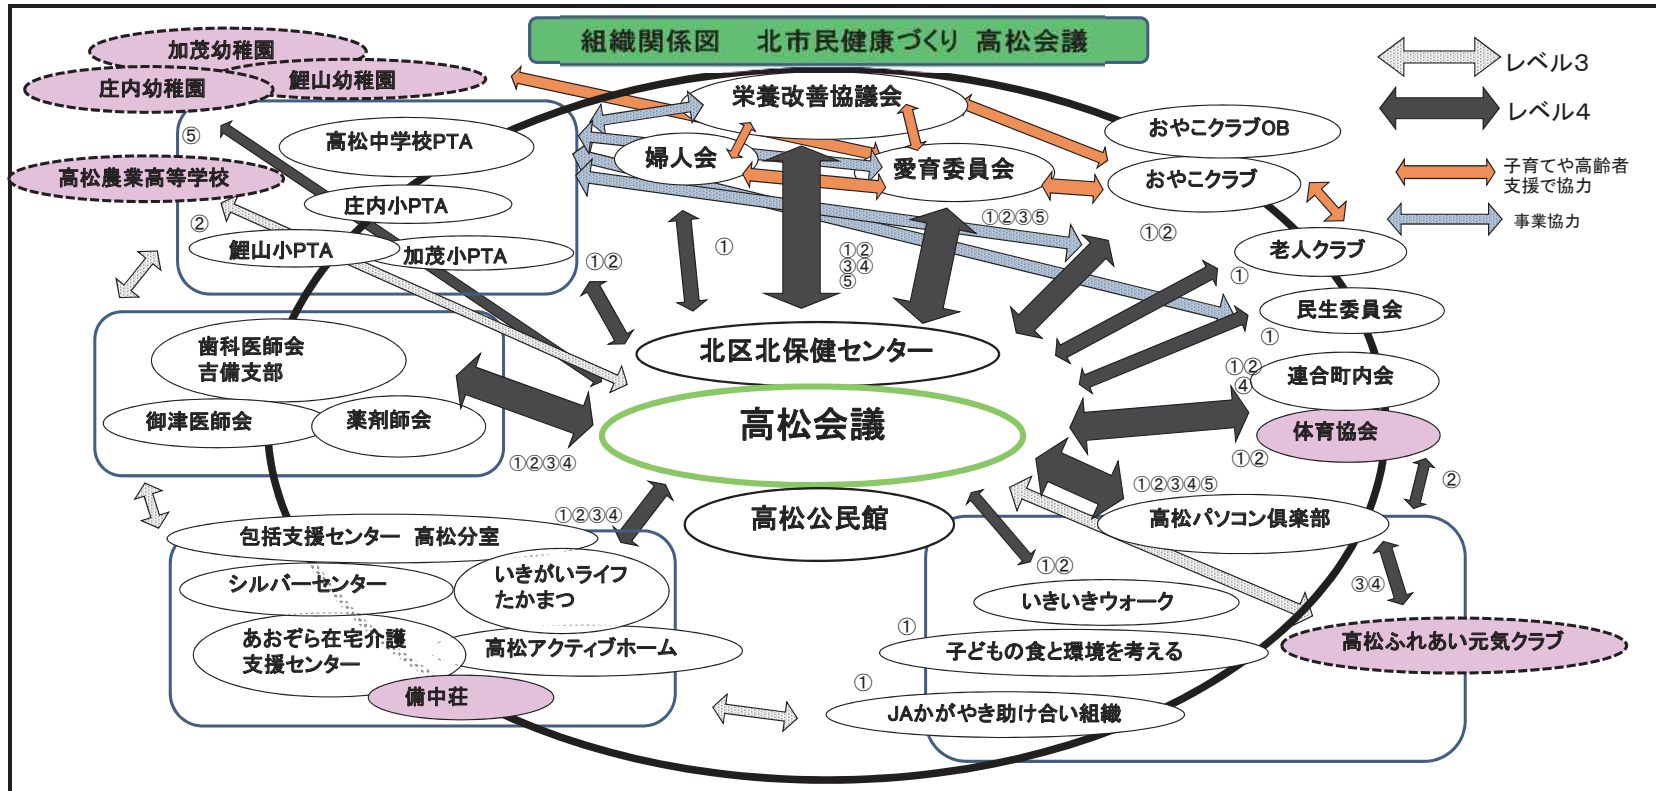 組織関係図　北市民健康づくり 高松会議
レベル3
レベル4
子育てや高齢者
支援で協力
事業協力
加茂幼稚園
庄内幼稚園
鯉山幼稚園
⑤
高松農業高等学校
②
高松中学校PTA
庄内小PTA
鯉山小PTA
加茂小PTA
栄養改善協議会
婦人会
愛育委員会
おやこクラブOB
おやこクラブ
老人クラブ
民生委員会
連合町内会
体育協会
①②
①
①②
③④
⑤
①②③⑤
①②
①
①
①②
④
①②
②
歯科医師会
吉備支部
御津医師会
薬剤師会
①②③④
北区北保健センター
高松会議
高松公民館
①②③④
包括支援センター 高松分室
シルバーセンター
いきがいライフ
たかまつ
あおぞら在宅介護
支援センター
高松アクティブホーム
備中荘
①②③④⑤
高松パソコン倶楽部
①②
③④
いきいきウォーク
①
子どもの食と環境を考える
高松ふれあい元気クラブ
①
JAかがやき助け合い組織